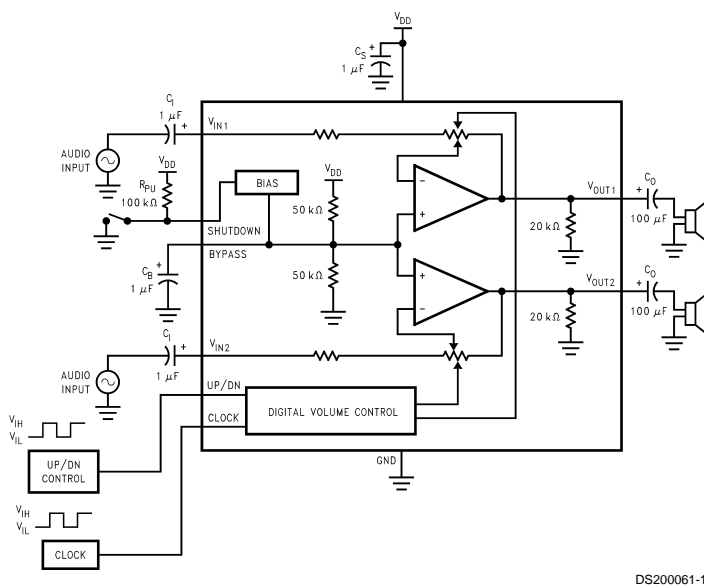 VDD
CS +
1 µF
CI
1 µF +
VIN1
AUDIO
INPUT
VDD
RPU
100 kΩ
BIAS
VDD
50 kΩ
SHUTDOWN
BYPASS
50 kΩ
CB +
1 µF
−
+
+
−
VOUT1
20 kΩ
CO
+
100 µF
VOUT2
20 kΩ
CO
+
100 µF
CI
1 µF +
VIN2
AUDIO
INPUT
UP/DN
CLOCK
DIGITAL VOLUME CONTROL
GND
VIH
VIL
UP/DN
CONTROL
VIH
VIL
CLOCK
DS200061-1